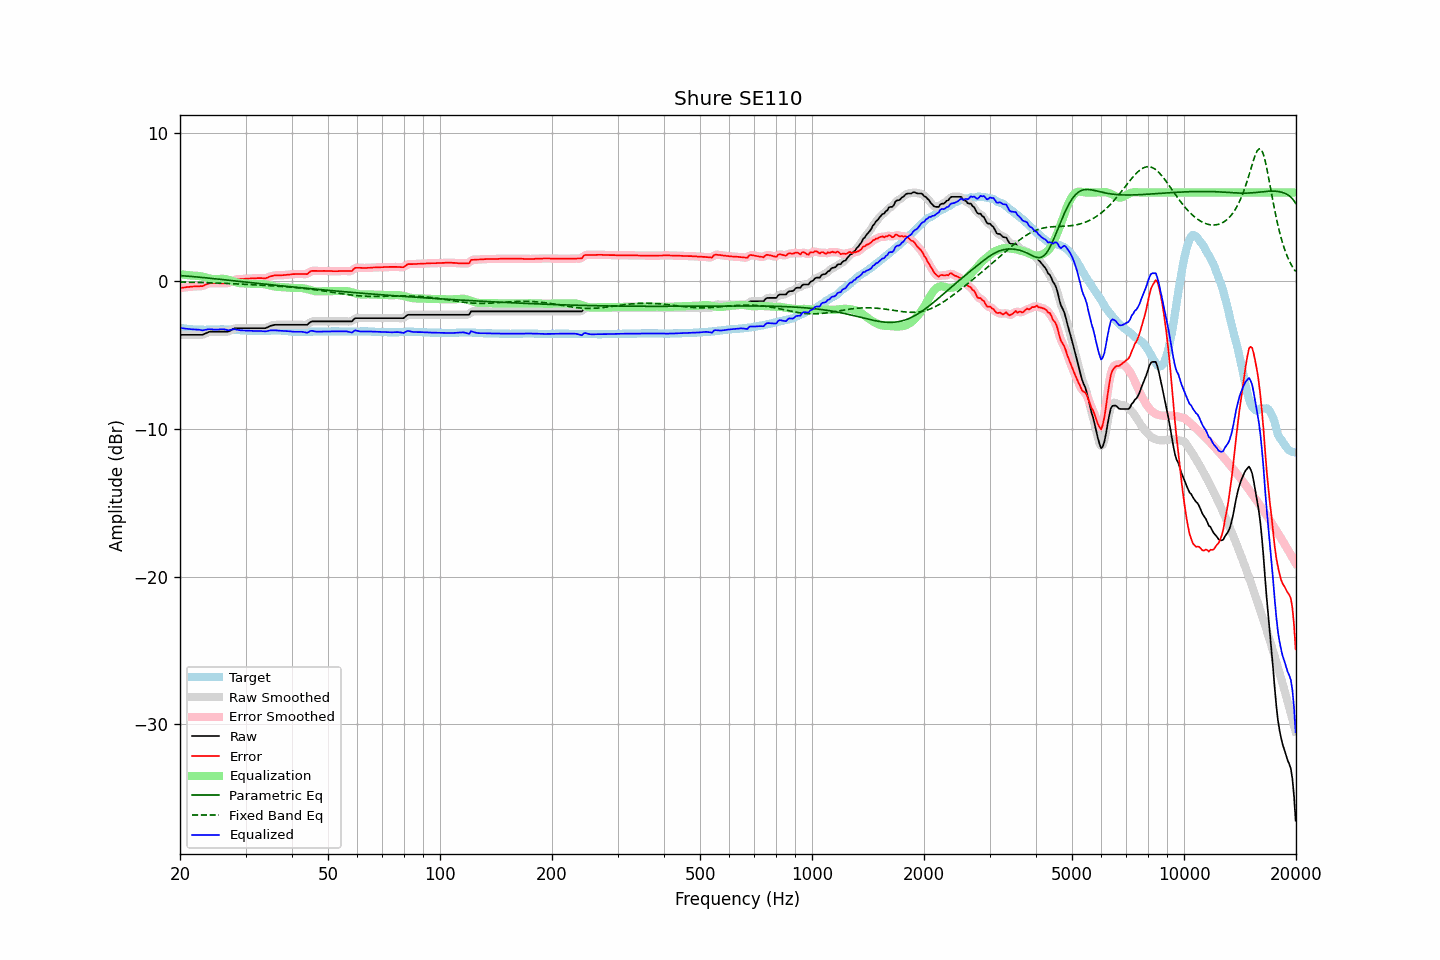 Shure SE110
10
0
−10
−20
−30
Amplitude (dBr)
Target
Raw Smoothed
Error Smoothed
Raw
Error
Equalization
Parametric Eq
Fixed Band Eq
Equalized
20 50 100 200 500 1000 2000 5000 10000 20000
Frequency (Hz)